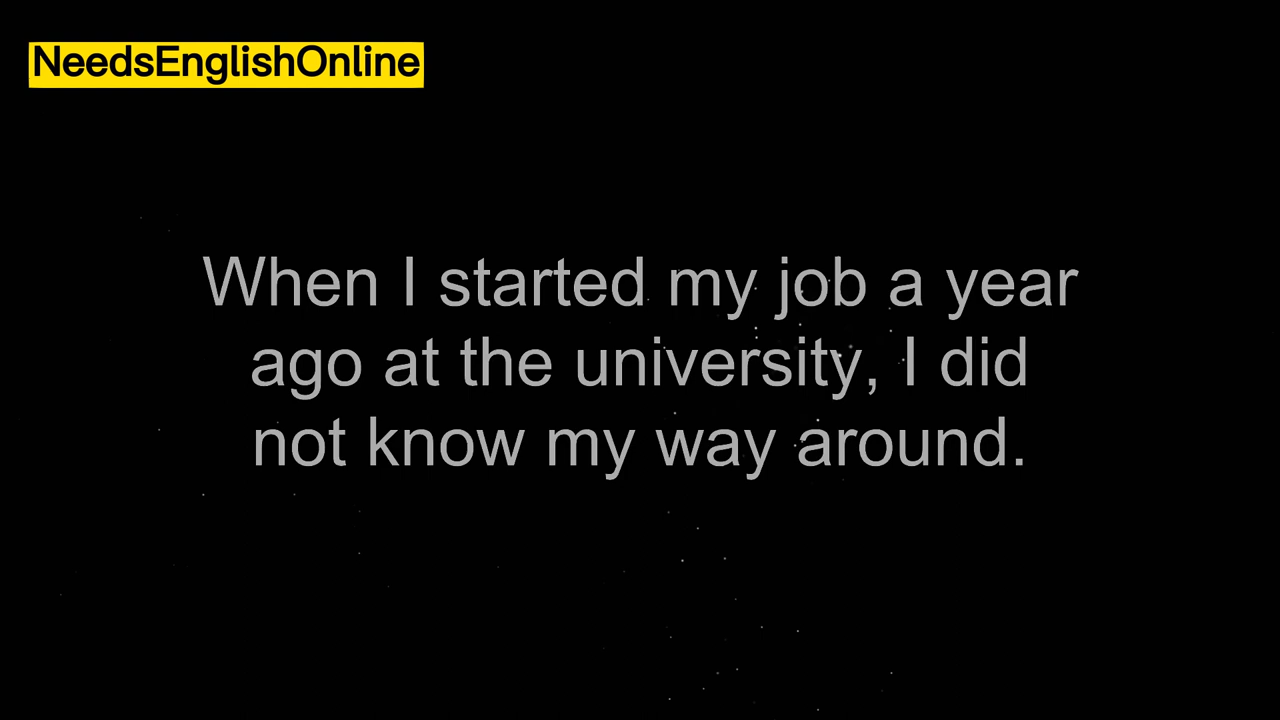 NeedsEnglishOnline
When I started my job a year
ago at the university, I did
not know my way around.